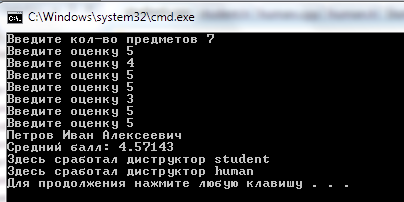 C:\Windows\system32\cmd.exe
Введите кол-во предметов 7
Введите оценку 5
Введите оценку 4
Введите оценку 5
Введите оценку 5
Введите оценку 3
Введите оценку 5
Введите оценку 5
Петров Иван Алексеевич
Средний балл: 4.57143
Здесь сработал диструктор student
Здесь сработал диструктор human
Для продолжения нажмите любую клавишу . . .